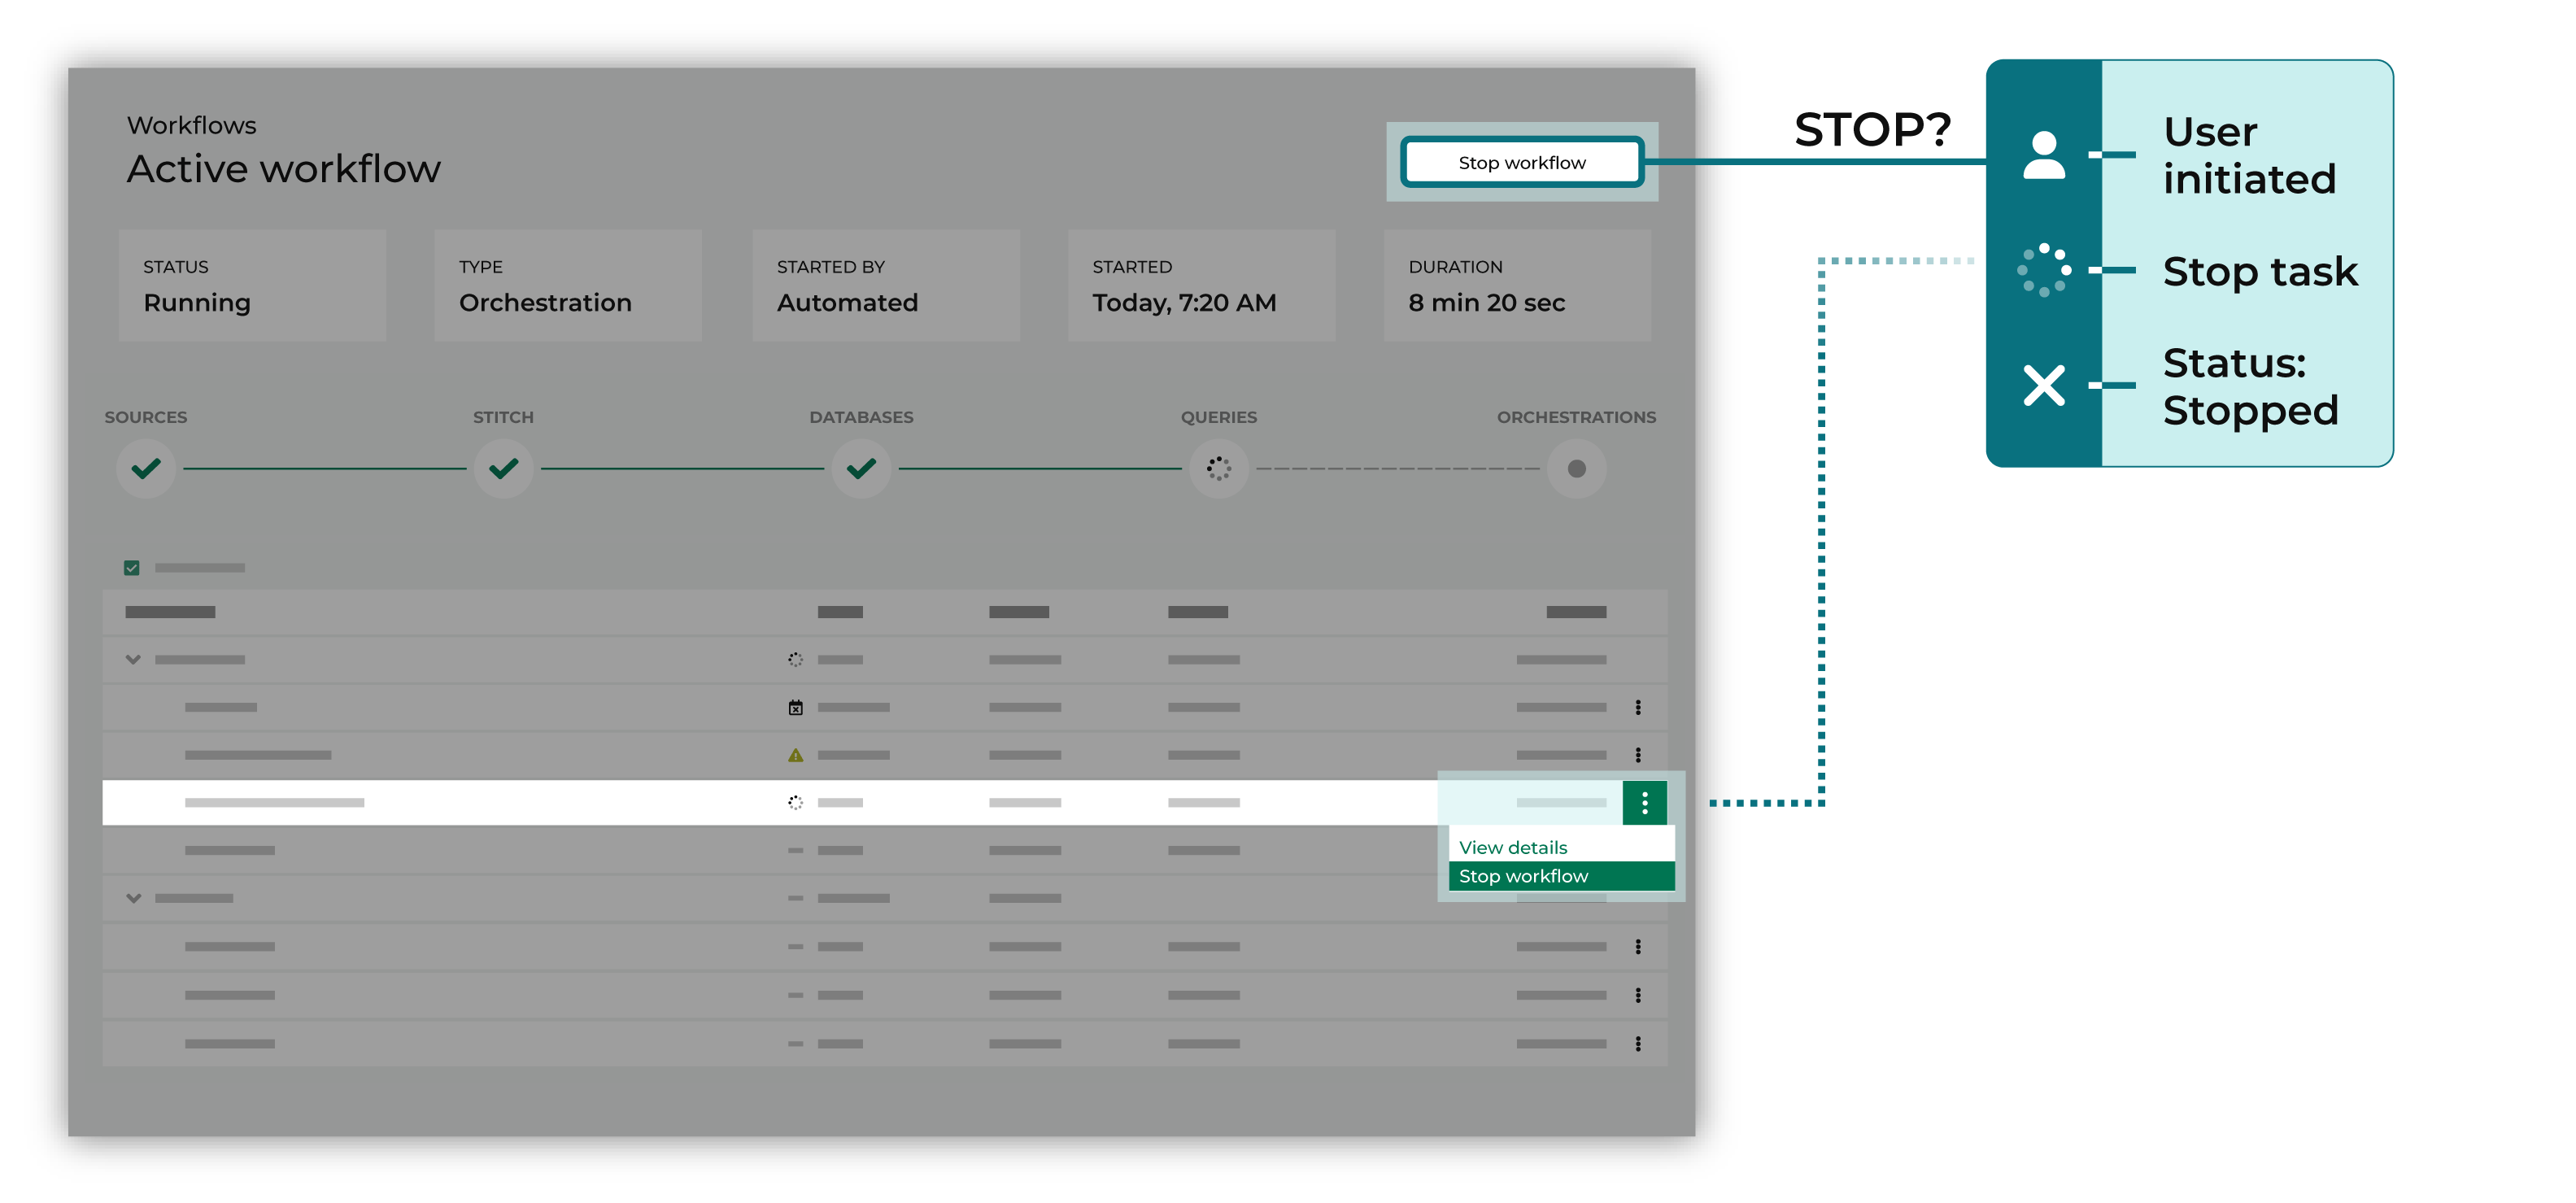 Workflows
Active workflow
Stop workflow
STOP?
User
initiated
Stop task
Status:
Stopped
STATUS
Running
TYPE
Orchestration
STARTED BY
Automated
STARTED
Today, 7:20 AM
DURATION
8 min 20 sec
SOURCES
STITCH
DATABASES
QUERIES
ORCHESTRATIONS
View details
Stop workflow